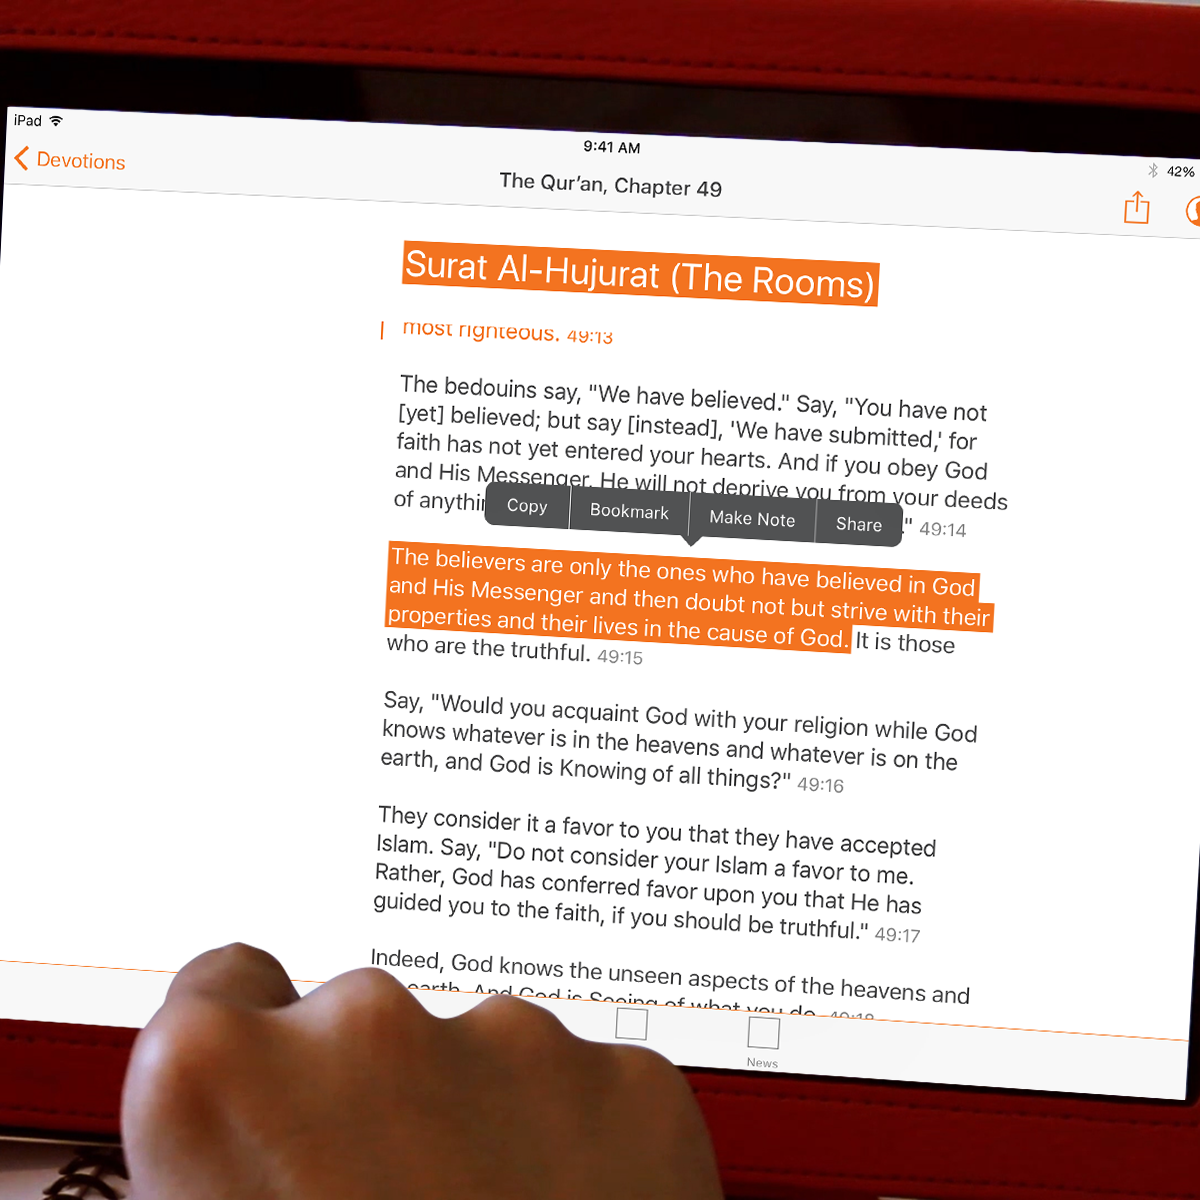 iPad
9:41 AM
42%
Devotions
The Qur’an, Chapter 49
Surat Al-Hujurat (The Rooms)
most righteous. 49:13
The bedouins say, "We have believed." Say, "You have not
[yet] believed; but say [instead], 'We have submitted,' for
faith has not yet entered your hearts. And if you obey God
and His Messenger, He will not deprive you from your deeds
of anythin
" 49:14
Copy
Bookmark
Make Note
Share
The believers are only the ones who have believed in God
and His Messenger and then doubt not but strive with their
properties and their lives in the cause of God. It is those
who are the truthful. 49:15
Say, "Would you acquaint God with your religion while God
knows whatever is in the heavens and whatever is on the
earth, and God is Knowing of all things?" 49:16
They consider it a favor to you that they have accepted
Islam. Say, "Do not consider your Islam a favor to me.
Rather, God has conferred favor upon you that He has
guided you to the faith, if you should be truthful." 49:17
Indeed, God knows the unseen aspects of the heavens and
earth. And God is Seeing of what you do. 49:18
News